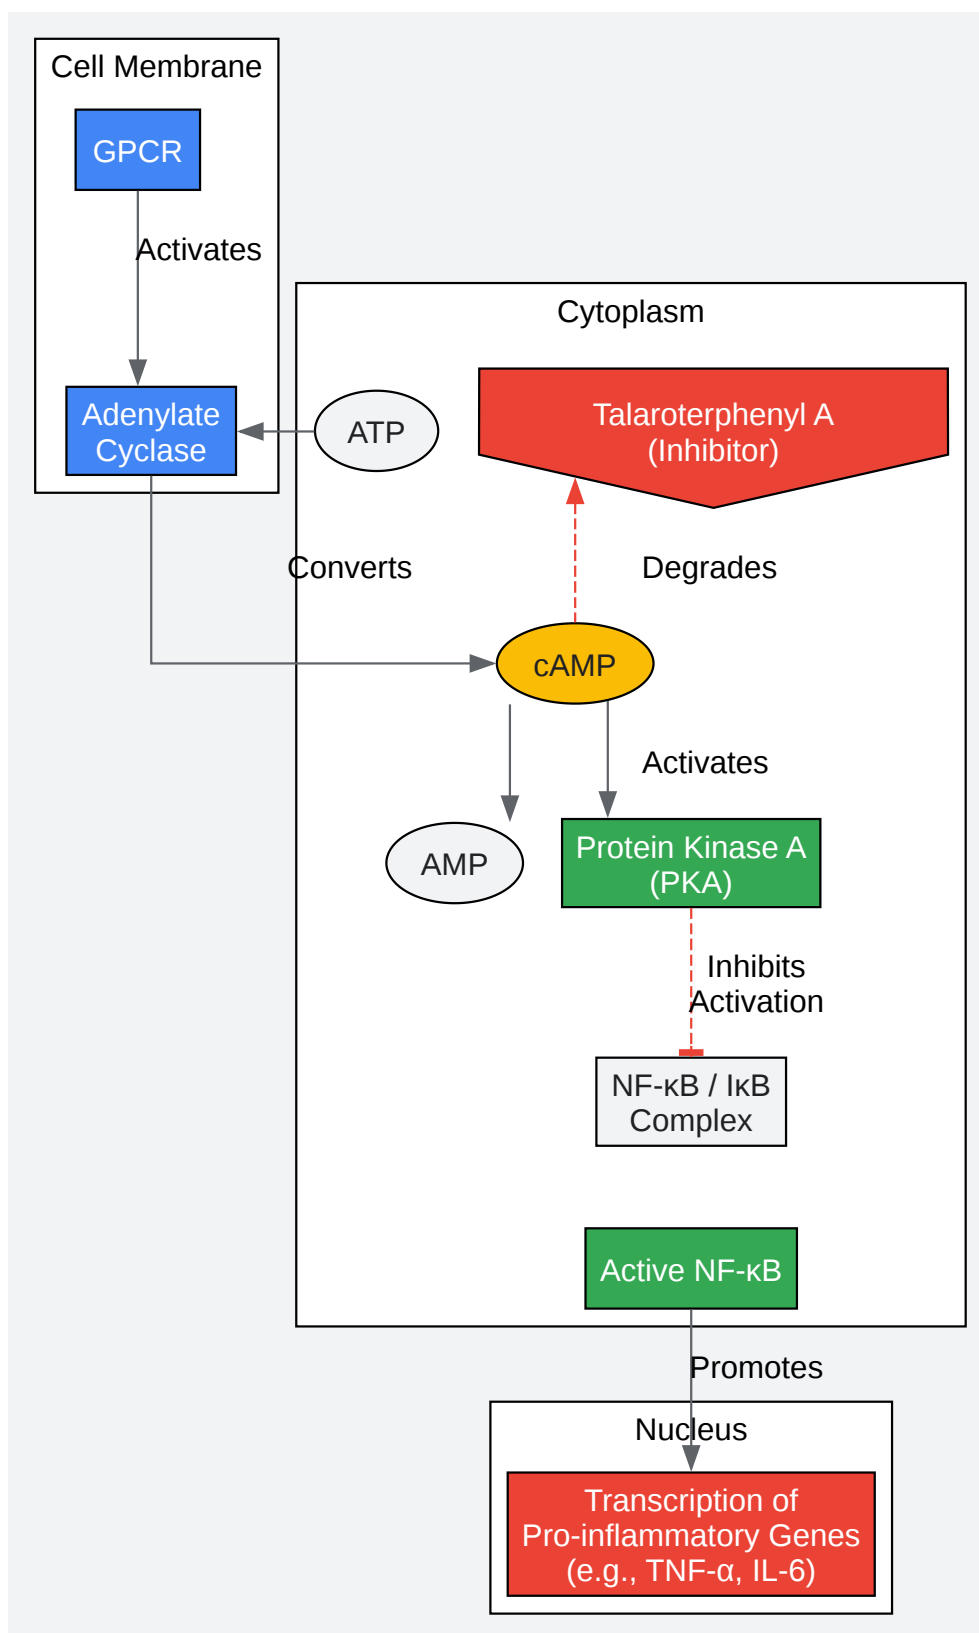 Cell Membrane
GPCR
Activates
Cytoplasm
Adenylate
Cyclase
ATP
Talaroterphenyl A
(Inhibitor)
Converts
Degrades
cAMP
Activates
AMP
Protein Kinase A
(PKA)
Inhibits
Activation
NF-κB / IκB
Complex
Active NF-κB
Promotes
Nucleus
Transcription of
Pro-inflammatory Genes
(e.g., TNF-α, IL-6)